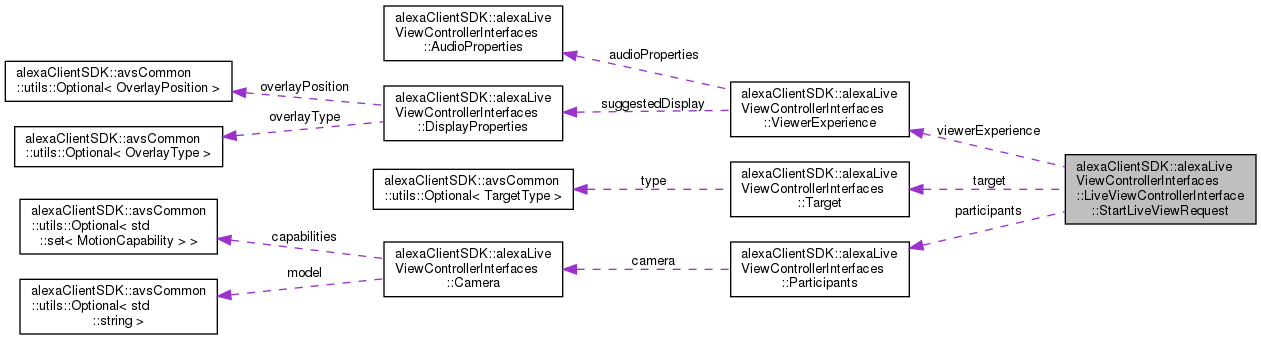 alexaClientSDK::alexaLive
ViewControllerInterfaces
::AudioProperties
audioProperties
alexaClientSDK::avsCommon
::utils::Optional< OverlayPosition >
overlayPosition
alexaClientSDK::alexaLive
ViewControllerInterfaces
::DisplayProperties
suggestedDisplay
alexaClientSDK::alexaLive
ViewControllerInterfaces
::ViewerExperience
overlayType
alexaClientSDK::avsCommon
::utils::Optional< OverlayType >
viewerExperience
alexaClientSDK::avsCommon
::utils::Optional< TargetType >
type
alexaClientSDK::alexaLive
ViewControllerInterfaces
::Target
target
alexaClientSDK::alexaLive
ViewControllerInterfaces
::LiveViewControllerInterface
::StartLiveViewRequest
participants
alexaClientSDK::avsCommon
::utils::Optional< std
::set< MotionCapability > >
capabilities
alexaClientSDK::alexaLive
ViewControllerInterfaces
::Camera
camera
alexaClientSDK::alexaLive
ViewControllerInterfaces
::Participants
model
alexaClientSDK::avsCommon
::utils::Optional< std
::string >